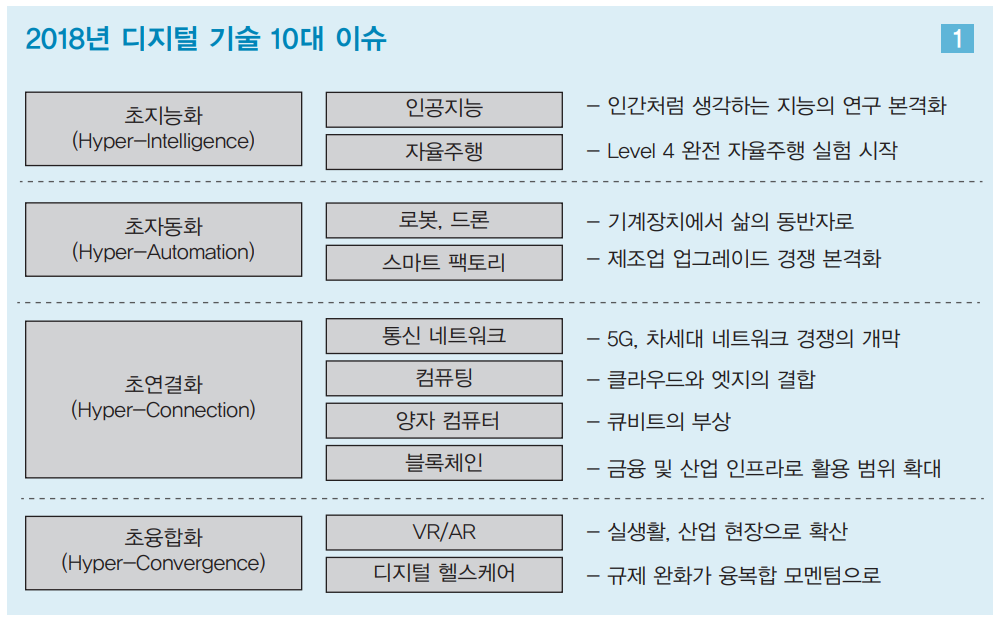 2018년 디지털 기술 10대 이슈
1
초지능화
(Hyper-Intelligence)
인공지능
– 인간처럼 생각하는 지능의 연구 본격화
자율주행
– Level 4 완전 자율주행 실험 시작
초자동화
(Hyper-Automation)
로봇, 드론
– 기계장치에서 삶의 동반자로
스마트 팩토리
– 제조업 업그레이드 경쟁 본격화
초연결화
(Hyper-Connection)
통신 네트워크
– 5G, 차세대 네트워크 경쟁의 개막
컴퓨팅
– 클라우드와 엣지의 결합
양자 컴퓨터
– 큐비트의 부상
블록체인
– 금융 및 산업 인프라로 활용 범위 확대
초융합화
(Hyper-Convergence)
VR/AR
– 실생활, 산업 현장으로 확산
디지털 헬스케어
– 규제 완화가 융복합 모멘텀으로